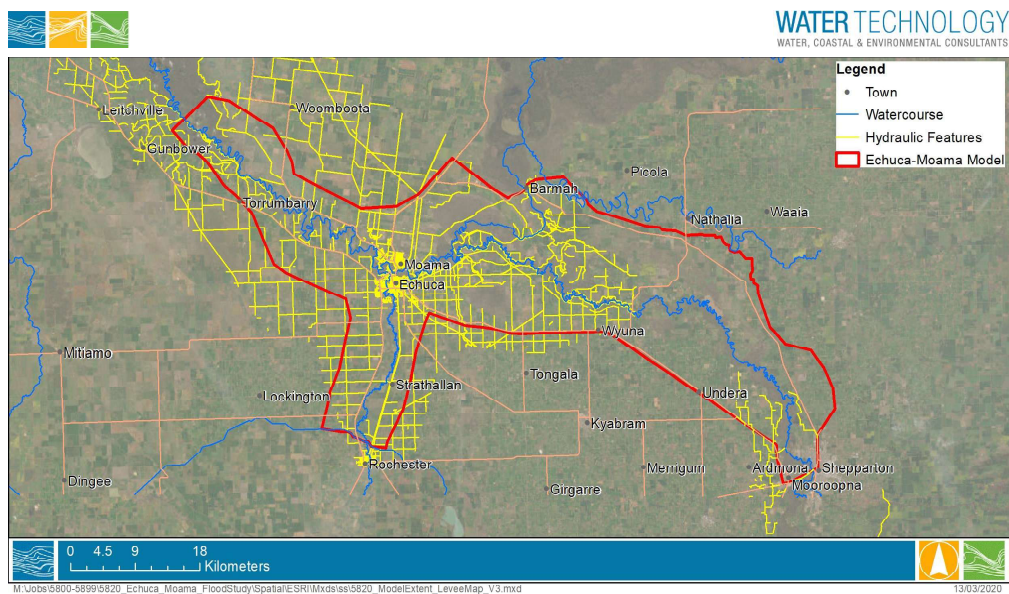 WATER TECHNOLOGY
WATER, COASTAL & ENVIRONMENTAL CONSULTANTS
Legend
Town
Watercourse
Hydraulic Features
Echuca-Moama Model
Leitchville
Woomboota
Gunbower
Picola
Barmah
Torrumbarry
Waaia
Nathalia
Moama
Echuca
Wyuna
Mitiamo
Tongala
Strathallan
Lockington
Undera
Kyabram
Rochester
Merrigum
Ardmona
Shepparton
Dingee
Mooroopna
Girgarre
0 4.5 9 18
Kilometers
M:\Jobs\5800-5899\5820_Echuca_Moama_FloodStudy\Spatial\ESRI\Mxds\ss\5820_ModelExtent_LeveeMap_V3.mxd
13/03/2020